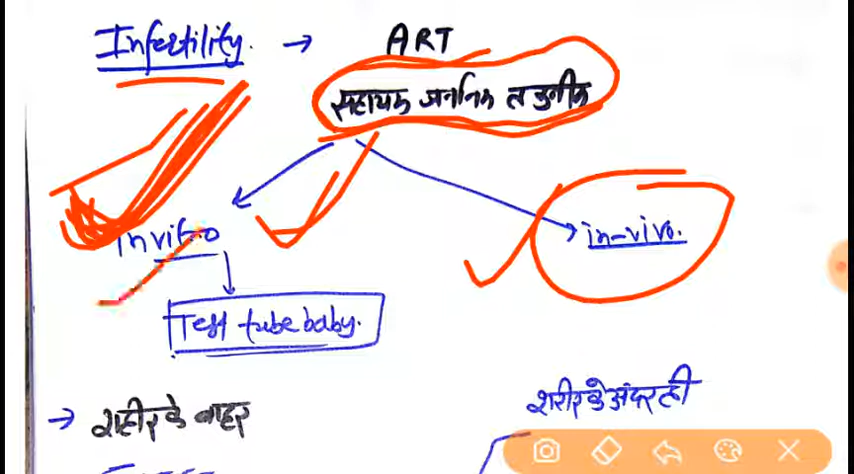 Infertility. → ART
सहायक जननिक तकनीक
invitro
in-vivo.
Test tube baby.
→ शरीर के बाहर
शरीर के अंदर ही